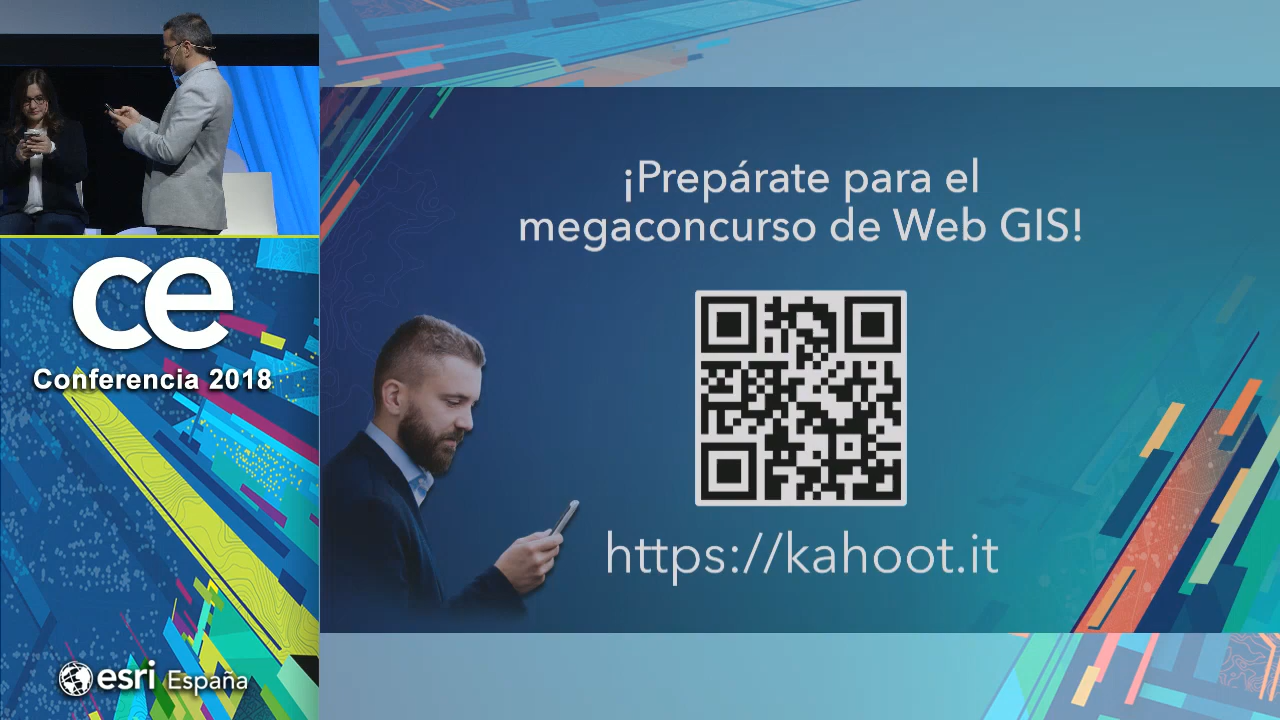 ce
Conferencia 2018
esri España
¡Prepárate para el
megaconcurso de Web GIS!
https://kahoot.it